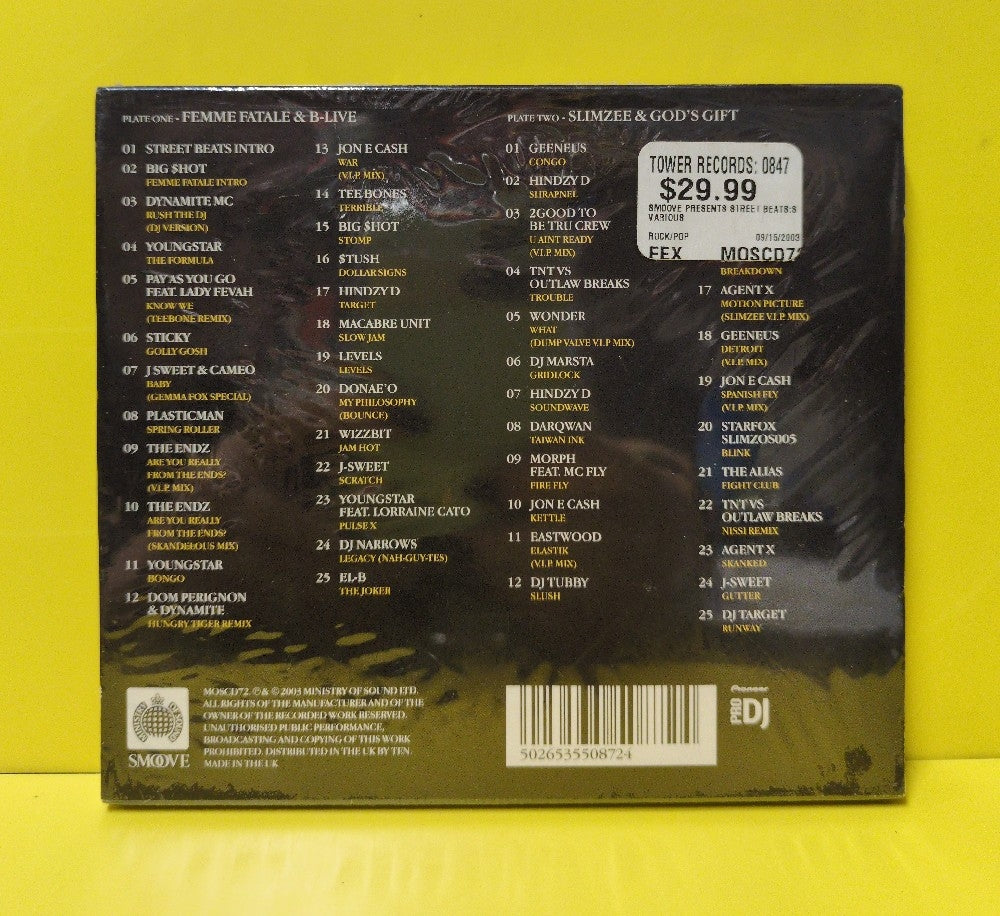 PLATE ONE - FEMME FATALE & B-LIVE
01 STREET BEATS INTRO
02 BIG $HOT
FEMME FATALE INTRO
03 DYNAMITE MC
RUSH THE DJ
(DJ VERSION)
04 YOUNGSTAR
THE FORMULA
05 PAY AS YOU GO
FEAT. LADY FEVAH
KNOW WE
(TEEBONE REMIX)
06 STICKY
GOLLY GOSH
07 J SWEET & CAMEO
BABY
(GEMMA FOX SPECIAL)
08 PLASTICMAN
SPRING ROLLER
09 THE ENDZ
ARE YOU REALLY
FROM THE ENDS?
(V.I.P. MIX)
10 THE ENDZ
ARE YOU REALLY
FROM THE ENDS?
(SKANDELOUS MIX)
11 YOUNGSTAR
BONGO
12 DOM PERIGNON
& DYNAMITE
HUNGRY TIGER REMIX
13 JON E CASH
WAR
(V.I.P. MIX)
14 TEE BONES
TERRIBLE
15 BIG $HOT
STOMP
16 $TUSH
DOLLAR SIGNS
17 HINDZY D
TARGET
18 MACABRE UNIT
SLOW JAM
19 LEVELS
LEVELS
20 DONAE'O
MY PHILOSOPHY
(BOUNCE)
21 WIZZBIT
JAM HOT
22 J-SWEET
SCRATCH
23 YOUNGSTAR
FEAT. LORRAINE CATO
PULSE X
24 DJ NARROWS
LEGACY (NAH-GUY-TES)
25 EL-B
THE JOKER
PLATE TWO - SLIMZEE & GOD'S GIFT
01 GEENEUS
CONGO
02 HINDZY D
SHRAPNEL
03 2GOOD TO
BE TRU CREW
U AINT READY
(V.I.P. MIX)
04 TNT VS
OUTLAW BREAKS
TROUBLE
05 WONDER
WHAT
(DUMP VALVE V.I.P MIX)
06 DJ MARSTA
GRIDLOCK
07 HINDZY D
SOUNDWAVE
08 DARQWAN
TAIWAN INK
09 MORPH
FEAT. MC FLY
FIRE FLY
10 JON E CASH
KETTLE
11 EASTWOOD
ELASTIK
(V.I.P. MIX)
12 DJ TUBBY
SLUSH
TOWER RECORDS: 0847
$29.99
SMOOVE PRESENTS STREET BEATS:S
VARIOUS
ROCK/POP 09/15/2003
EEX MOSCD7
BREAKDOWN
17 AGENT X
MOTION PICTURE
(SLIMZEE V.I.P. MIX)
18 GEENEUS
DETROIT
(V.I.P. MIX)
19 JON E CASH
SPANISH FLY
(V.I.P. MIX)
20 STARFOX
SLIMZOS005
BLINK
21 THE ALIAS
FIGHT CLUB
22 TNT VS
OUTLAW BREAKS
NISSI REMIX
23 AGENT X
SKANKED
24 J-SWEET
GUTTER
25 DJ TARGET
RUNWAY
MINISTRY OF SOUND
SMOOVE
MOSCD72. ℗ & © 2003 MINISTRY OF SOUND LTD.
ALL RIGHTS OF THE MANUFACTURER AND OF THE
OWNER OF THE RECORDED WORK RESERVED.
UNAUTHORISED PUBLIC PERFORMANCE,
BROADCASTING AND COPYING OF THIS WORK
PROHIBITED. DISTRIBUTED IN THE UK BY TEN.
MADE IN THE UK
5026535508724
Pioneer
PRO DJ